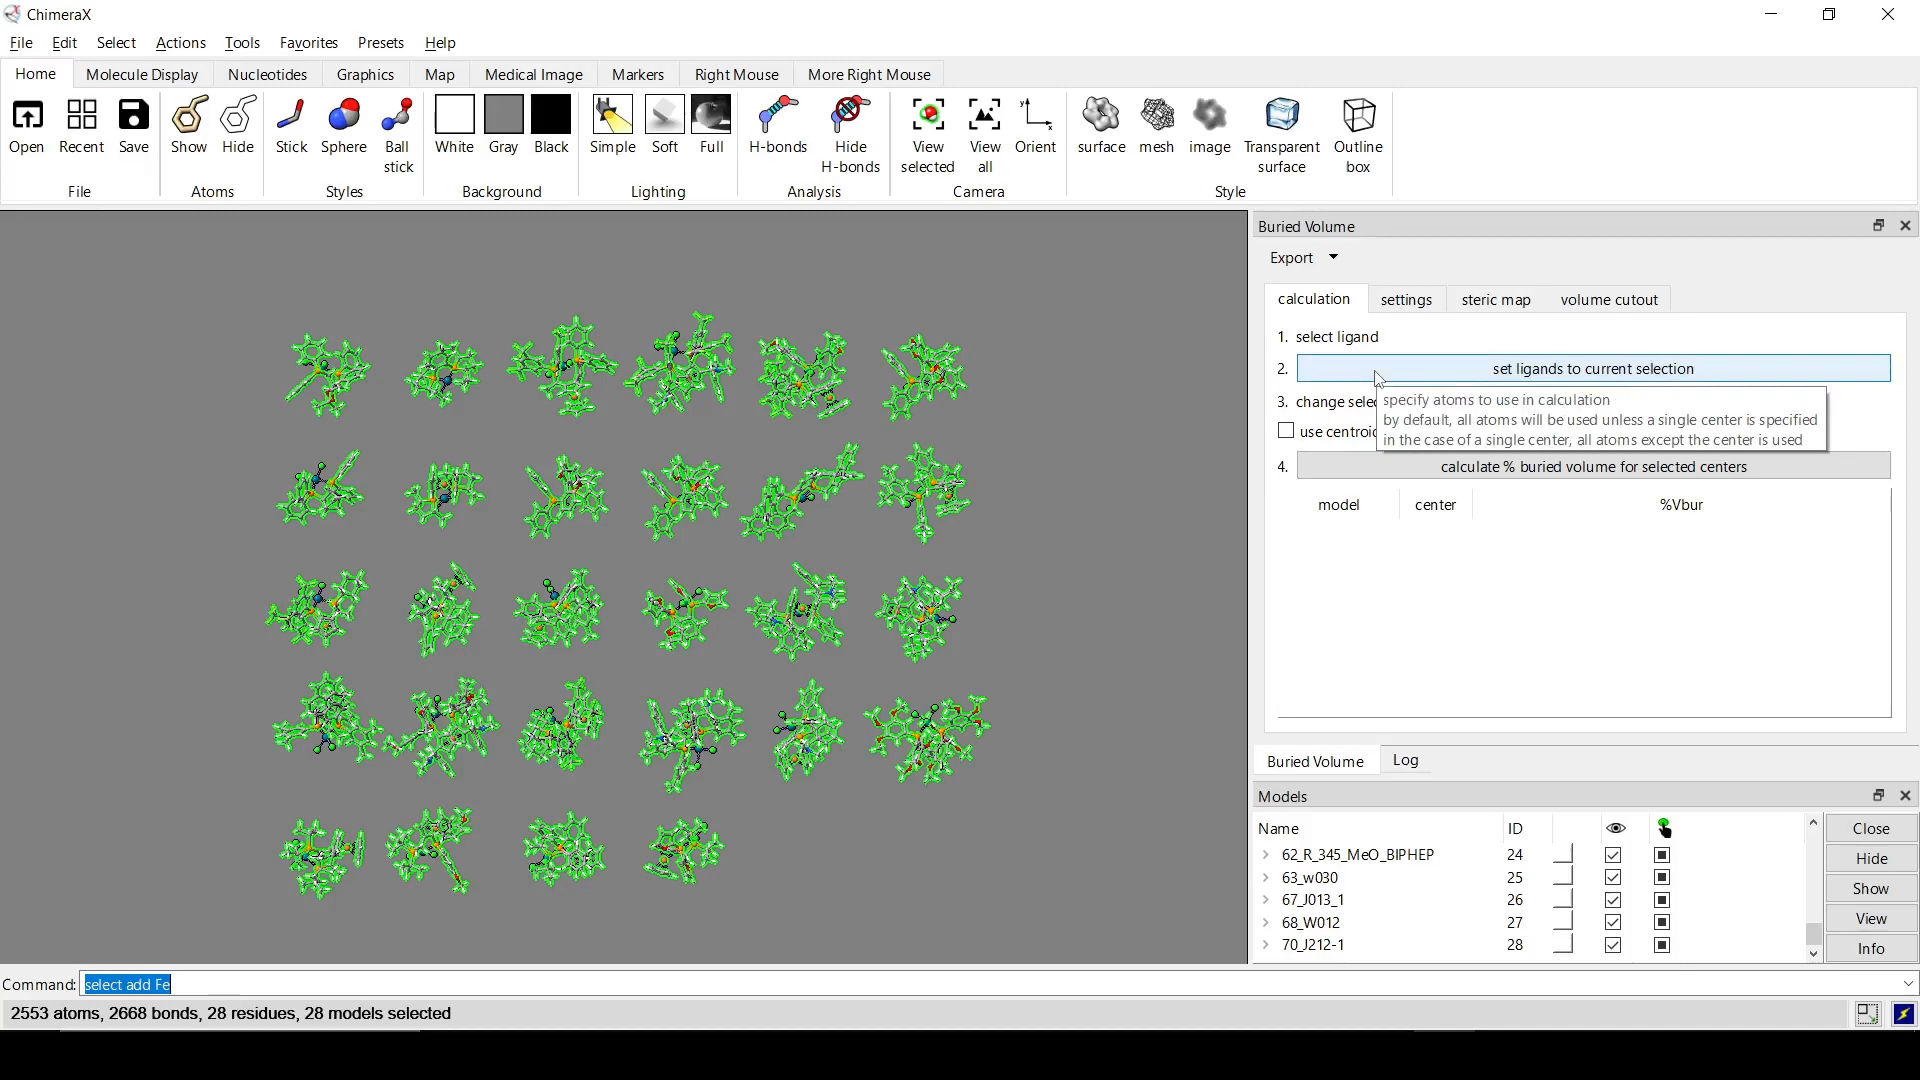 ChimeraX
File Edit Select Actions Tools Favorites Presets Help
Home Molecule Display Nucleotides Graphics Map Medical Image Markers Right Mouse More Right Mouse
Open Recent Save Show Hide Stick Sphere Ball stick White Gray Black Simple Soft Full H-bonds Hide H-bonds View selected View all Orient surface mesh image Transparent surface Outline box
File Atoms Styles Background Lighting Analysis Camera Style
Buried Volume
Export
calculation settings steric map volume cutout
1. select ligand
2. set ligands to current selection
3. change selec
specify atoms to use in calculation
by default, all atoms will be used unless a single center is specified
use centroid
in the case of a single center, all atoms except the center is used
4. calculate % buried volume for selected centers
model center %Vbur
Buried Volume Log
Models
Name ID Close
62_R_345_MeO_BIPHEP 24 Hide
63_w030 25
67_J013_1 26 Show
68_W012 27 View
70_J212-1 28 Info
Command: select add Fe
2553 atoms, 2668 bonds, 28 residues, 28 models selected